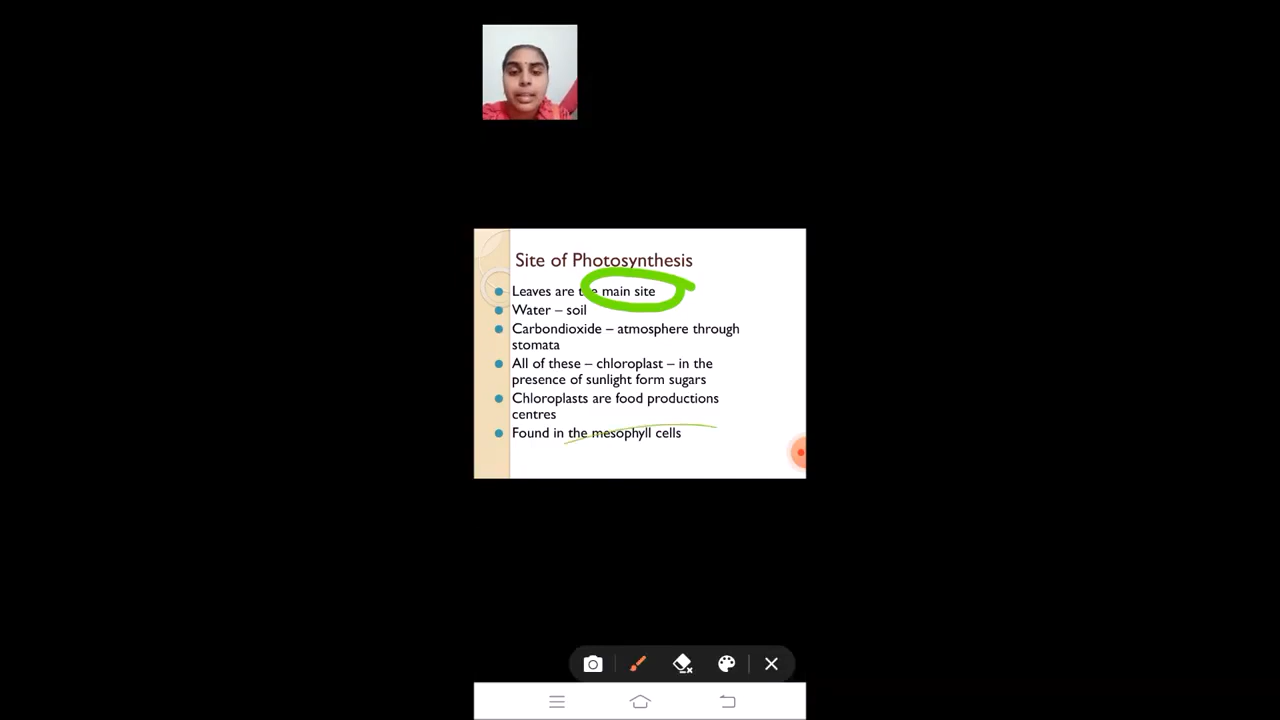 Site of Photosynthesis
Leaves are the main site
Water – soil
Carbondioxide – atmosphere through
stomata
All of these – chloroplast – in the
presence of sunlight form sugars
Chloroplasts are food productions
centres
Found in the mesophyll cells